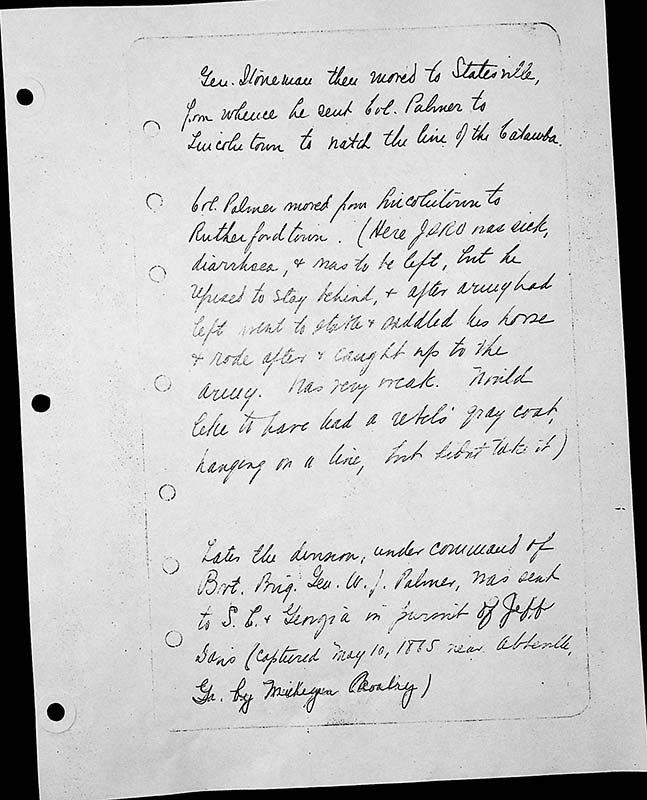 Gen. Stoneman then moved to Statesville,
from whence he sent Col. Palmer to
Lincolntown to watch the line of the Catawba.
Col. Palmer moved from Lincolntown to
Rutherfordtown. (Here was sick,
diarrhsea, & was to be left, but he
refused to stay behind, & after army had
left went to stable & saddled his horse
& rode after & caught up to the
army. Was very weak. Would
like to have had a rebel's gray coat,
hanging on a line, but didn't take it)
Later the division, under command of
Bvt. Brig. Gen. W. J. Palmer, was sent
to S. C. & Georgia in pursuit of Jeff
Davis (captured May 10, 1865 near Abbeville,
Ga. by Michigan Cavalry)